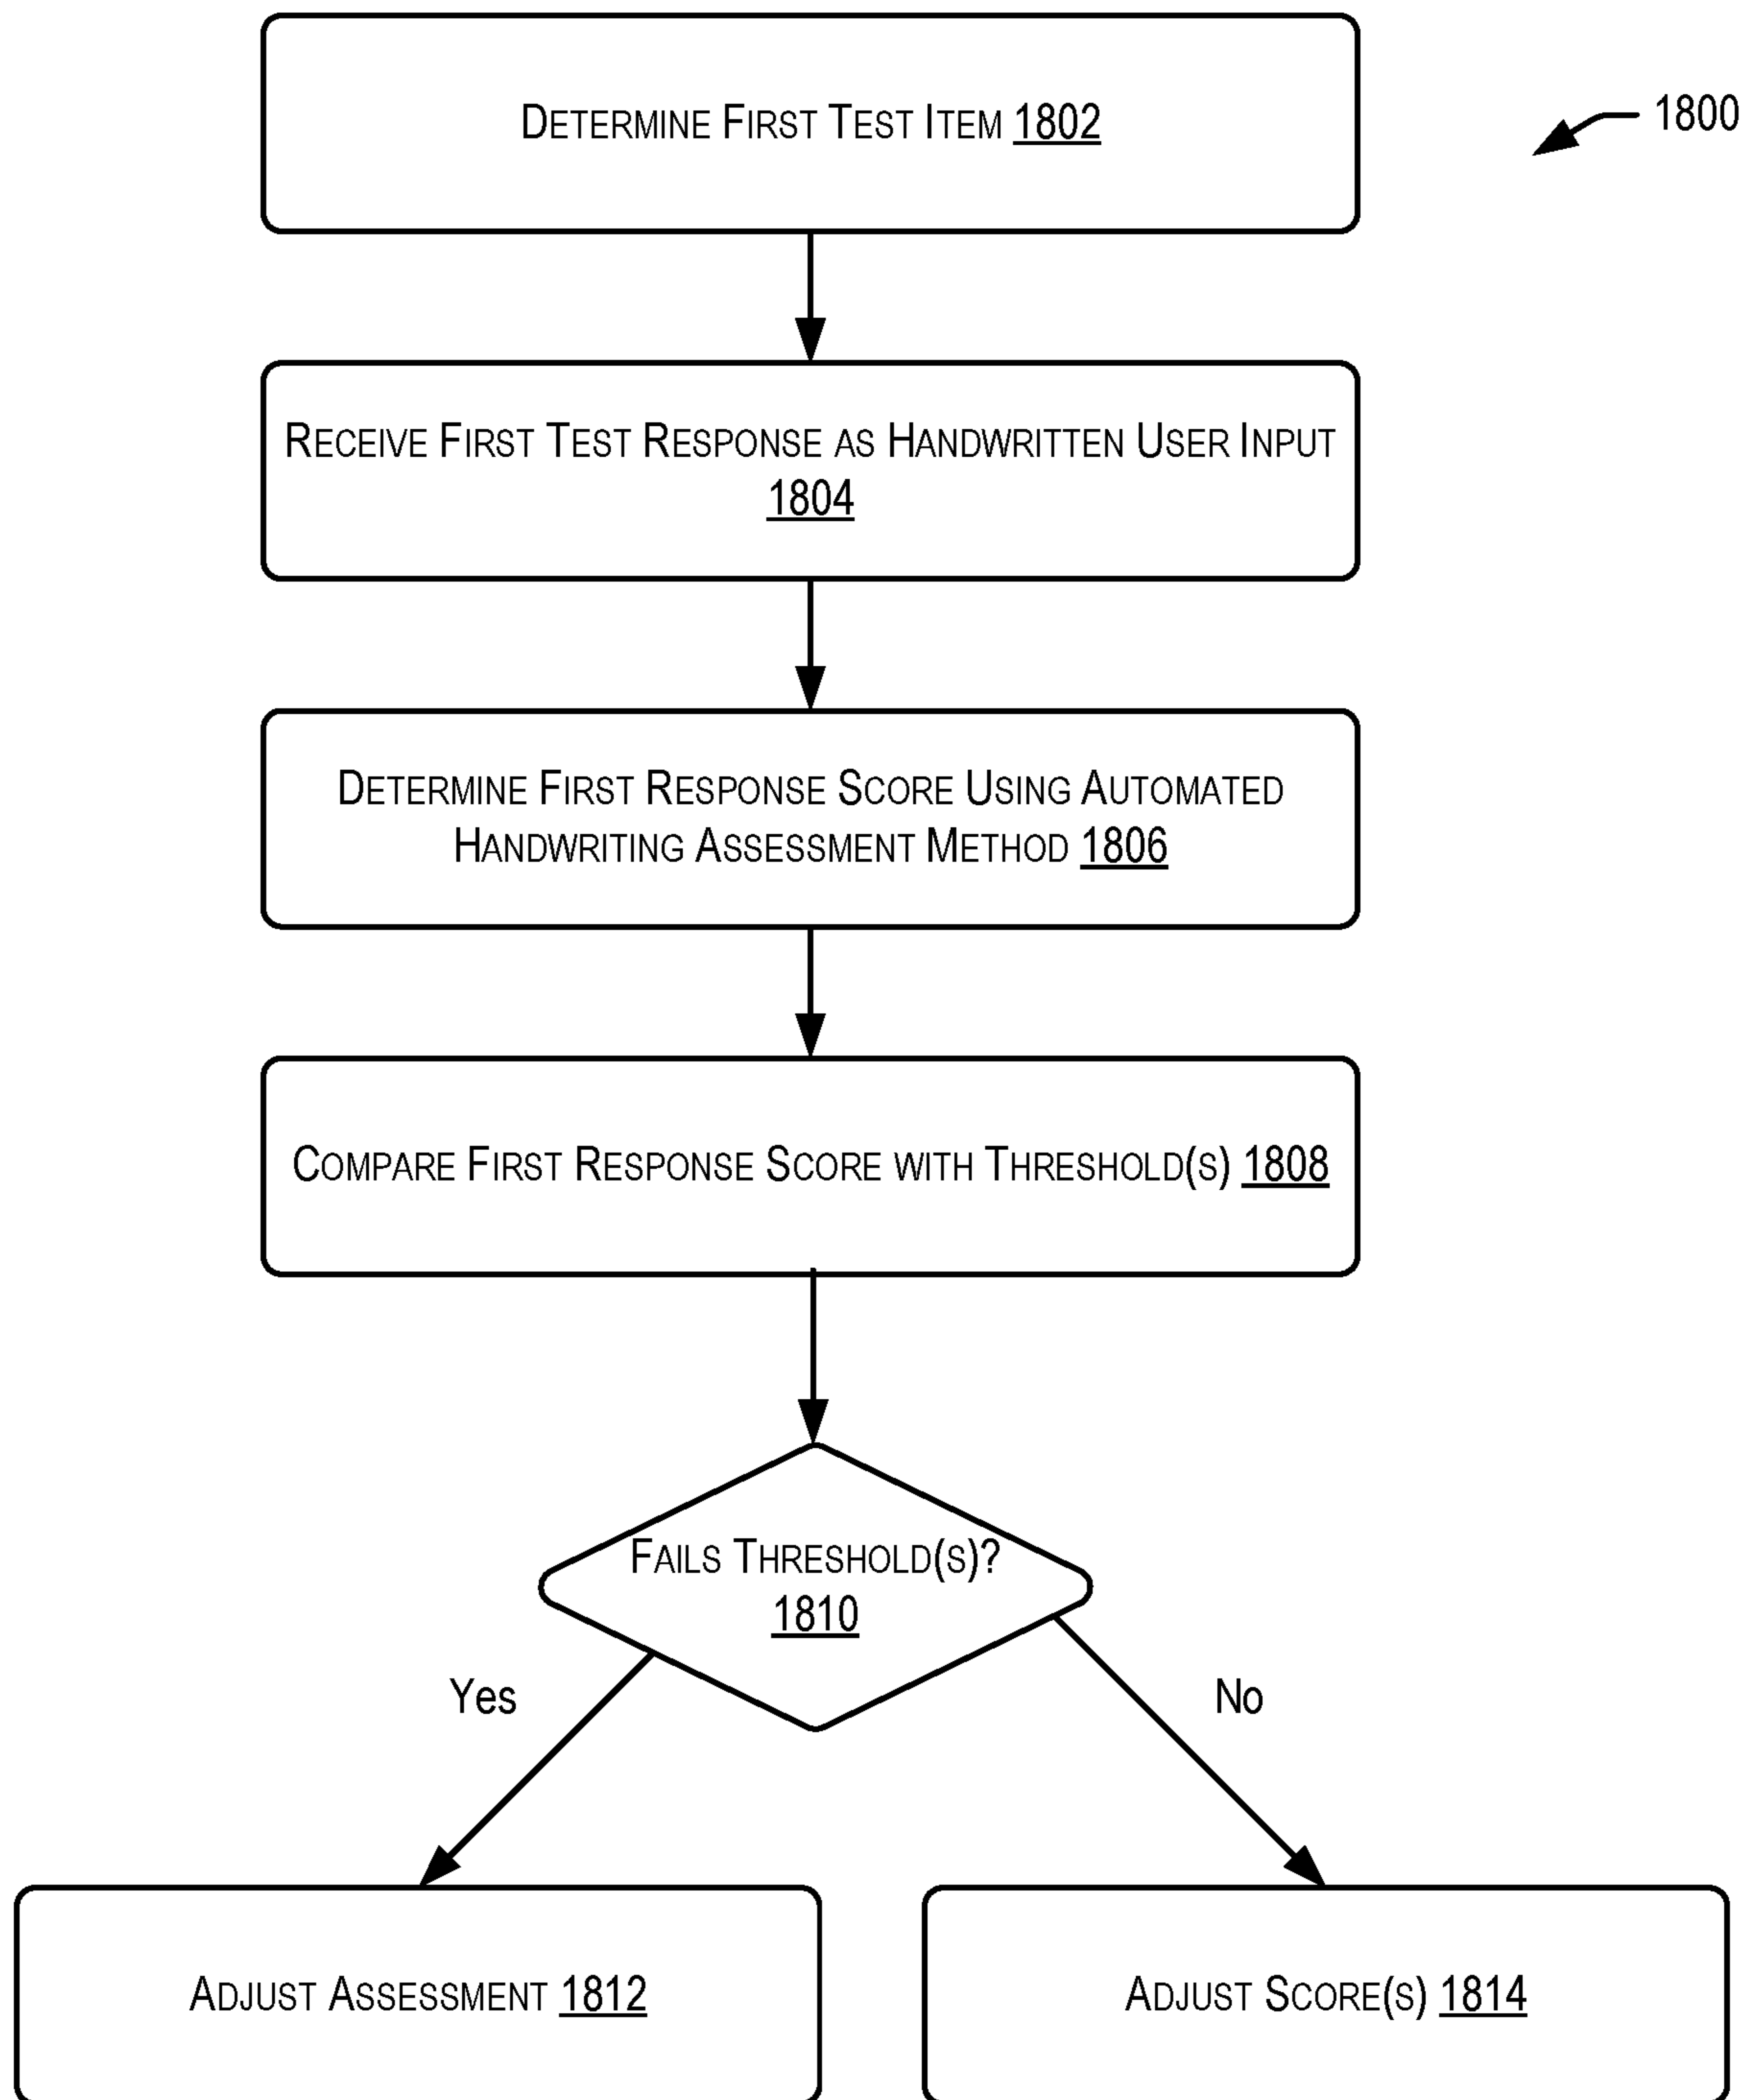 DETERMINE FIRST TEST ITEM 1802
1800
RECEIVE FIRST TEST RESPONSE AS HANDWRITTEN USER INPUT
1804
DETERMINE FIRST RESPONSE SCORE USING AUTOMATED
HANDWRITING ASSESSMENT METHOD 1806
COMPARE FIRST RESPONSE SCORE WITH THRESHOLD(S) 1808
FAILS THRESHOLD(S)?
1810
Yes
No
ADJUST ASSESSMENT 1812
ADJUST SCORE(S) 1814